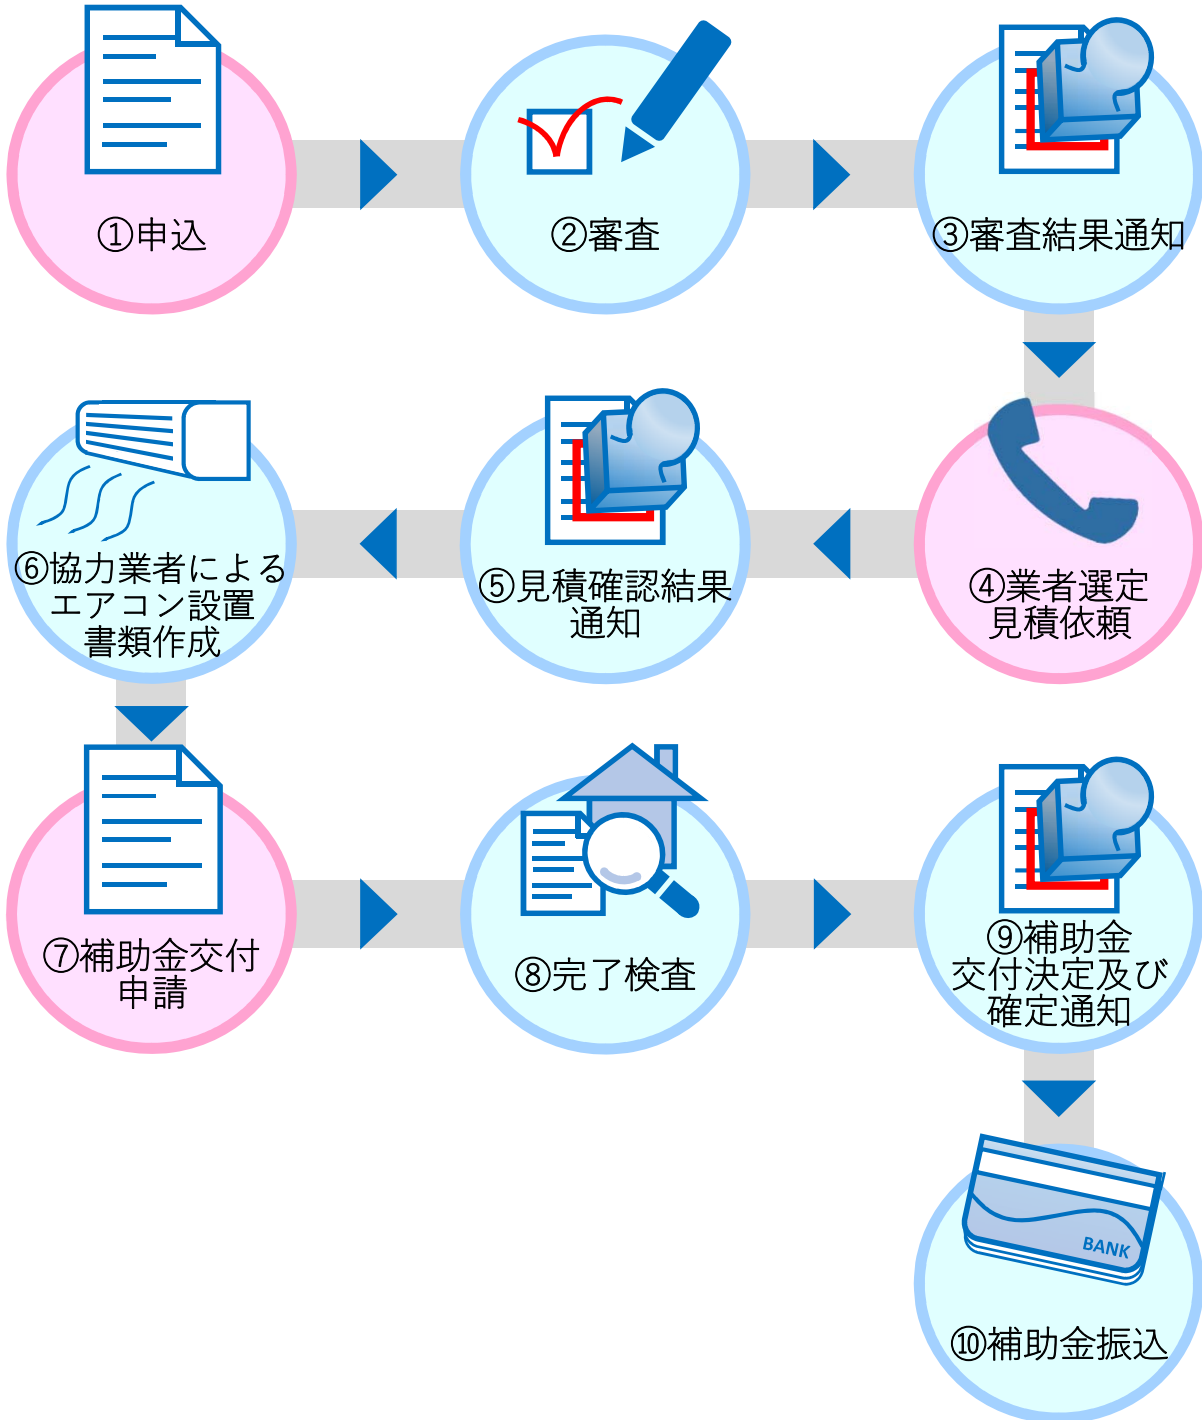 ①申込
②審査
③審査結果通知
④業者選定
見積依頼
⑤見積確認結果
通知
⑥協力業者による
エアコン設置
書類作成
⑦補助金交付
申請
⑧完了検査
⑨補助金
交付決定及び
確定通知
BANK
⑩補助金振込